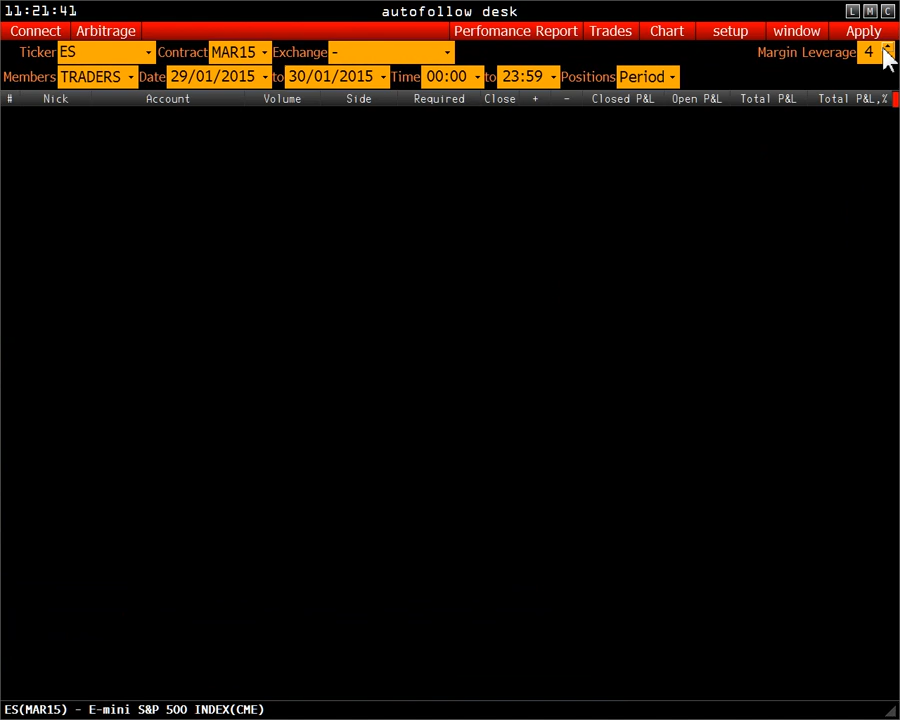 11:21:41 autofollow desk L M C
Connect Arbitrage Perfomance Report Trades Chart setup window Apply
Ticker ES Contract MAR15 Exchange - Margin Leverage 4
Members TRADERS Date 29/01/2015 to 30/01/2015 Time 00:00 to 23:59 Positions Period
# Nick Account Volume Side Required Close + - Closed P&L Open P&L Total P&L Total P&L,%
ES(MAR15) - E-mini S&P 500 INDEX(CME)